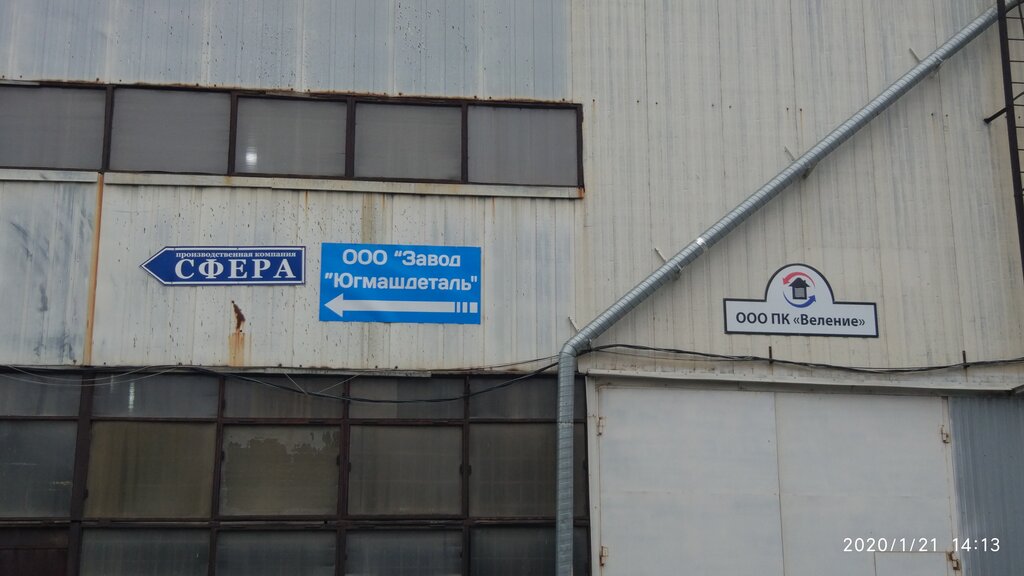 производственная компания
СФЕРА
ООО "Завод
"Югмашдеталь"
ООО ПК «Веление»
2020/1/21 14:13